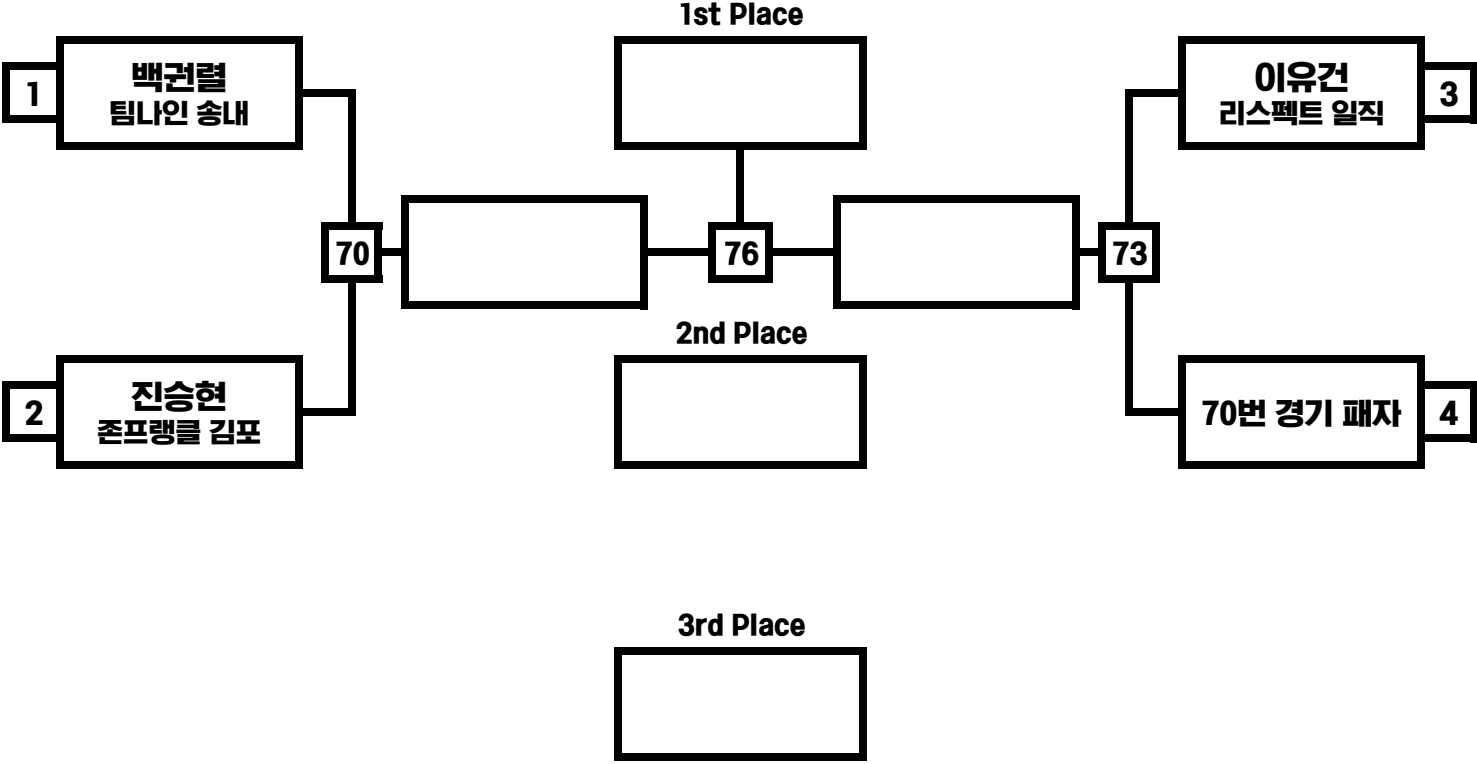 1st Place
1
백권렬
팀나인 송내
이유건
리스펙트 일직
3
70
76
73
2nd Place
2
진승현
존프랭클 김포
70번 경기 패자
4
3rd Place